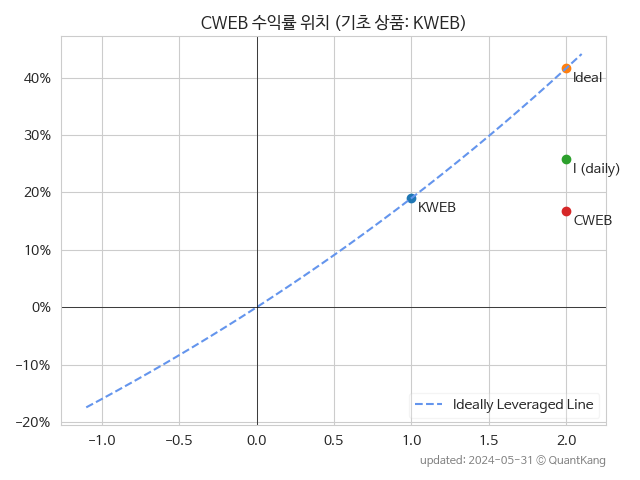 CWEB 수익률 위치 (기초 상품: KWEB)
40%
30%
20%
10%
0%
−10%
−20%
Ideal
I (daily)
CWEB
KWEB
Ideally Leveraged Line
−1.0 −0.5 0.0 0.5 1.0 1.5 2.0
updated: 2024-05-31 © QuantKang